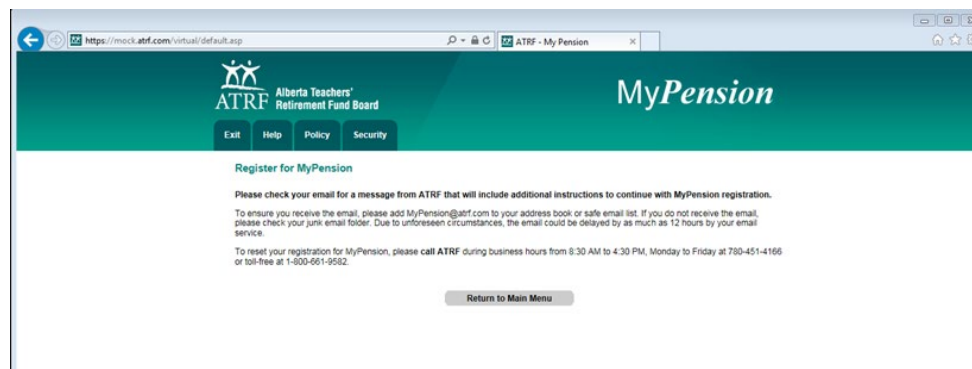 https://mock.atrf.com/virtual/default.asp
ATRF - My Pension
ATRF
Alberta Teachers'
Retirement Fund Board
MyPension
Exit Help Policy Security
Register for MyPension
Please check your email for a message from ATRF that will include additional instructions to continue with MyPension registration.
To ensure you receive the email, please add MyPension@atrf.com to your address book or safe email list. If you do not receive the email,
please check your junk email folder. Due to unforeseen circumstances, the email could be delayed by as much as 12 hours by your email
service.
To reset your registration for MyPension, please call ATRF during business hours from 8:30 AM to 4:30 PM, Monday to Friday at 780-451-4166
or toll-free at 1-800-661-9582.
Return to Main Menu